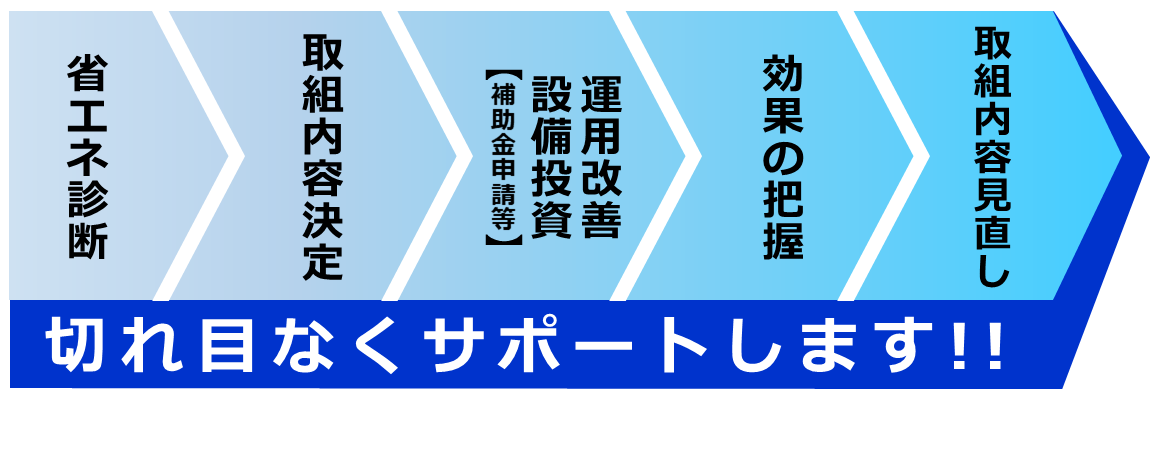 省エネ診断
取組内容決定
運用改善
設備投資
【補助金申請等】
効果の把握
取組内容見直し
切れ目なくサポートします!!